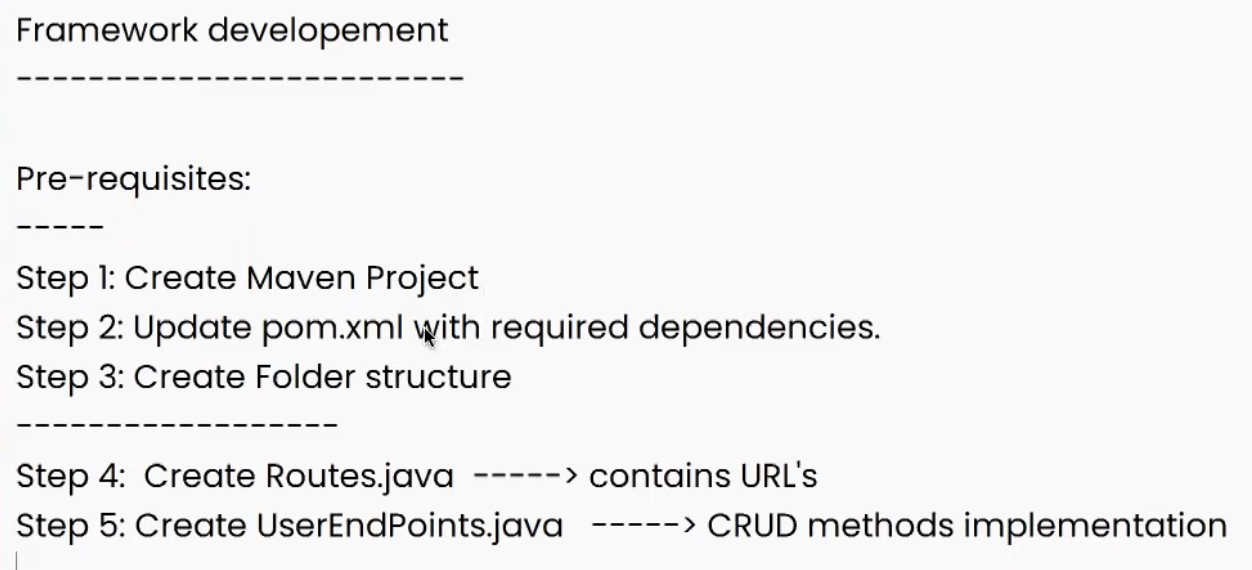 Framework developement
-------------------------
Pre-requisites:
-----
Step 1: Create Maven Project
Step 2: Update pom.xml with required dependencies.
Step 3: Create Folder structure
------------------
Step 4:  Create Routes.java  -----> contains URL's
Step 5: Create UserEndPoints.java   -----> CRUD methods implementation